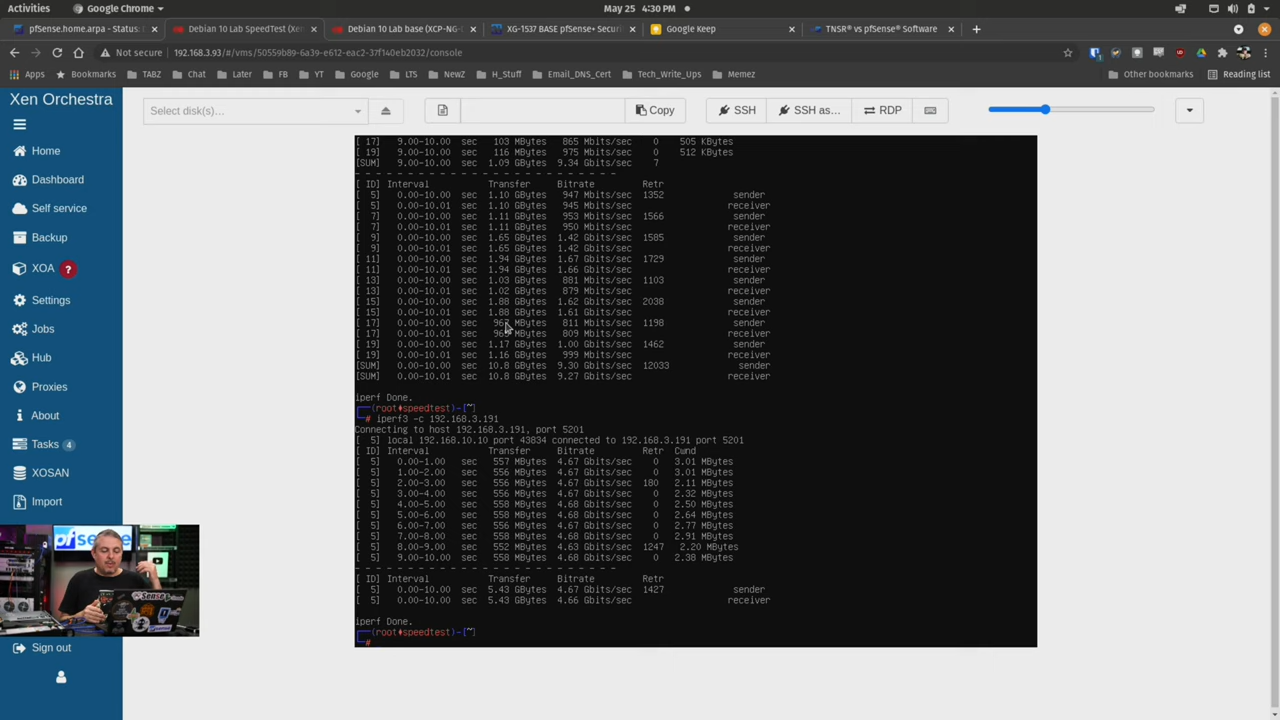 Activities
Google Chrome
May 25 4:30 PM
pfSense.home.arpa - Status:
Debian 10 Lab SpeedTest (Xen
Debian 10 Lab base (XCP-NG-
XG-1537 BASE pfSense+ Securi
Google Keep
TNSR® vs pfSense® Software
Not secure
192.168.3.93/#/vms/50559b89-6a39-e612-eac2-37f140eb2032/console
Apps
Bookmarks
TABZ
Chat
Later
FB
YT
Google
LTS
NewZ
H_Stuff
Email_DNS_Cert
Tech_Write_Ups
Memez
Other bookmarks
Reading list
Xen Orchestra
Select disk(s)...
Copy
SSH
SSH as...
RDP
Home
Dashboard
Self service
Backup
XOA ?
Settings
Jobs
Hub
Proxies
About
Tasks 4
XOSAN
Import
Sign out
[ 17] 9.00-10.00 sec 103 MBytes 865 Mbits/sec 0 505 KBytes
[ 19] 9.00-10.00 sec 116 MBytes 975 Mbits/sec 0 512 KBytes
[SUM] 9.00-10.00 sec 1.09 GBytes 9.34 Gbits/sec 7
- - - - - - - - - - - - - - - - - - - - - - - - -
[ ID] Interval Transfer Bitrate Retr
[ 5] 0.00-10.00 sec 1.10 GBytes 947 Mbits/sec 1352 sender
[ 5] 0.00-10.01 sec 1.10 GBytes 945 Mbits/sec receiver
[ 7] 0.00-10.00 sec 1.11 GBytes 953 Mbits/sec 1566 sender
[ 7] 0.00-10.01 sec 1.11 GBytes 950 Mbits/sec receiver
[ 9] 0.00-10.00 sec 1.65 GBytes 1.42 Gbits/sec 1585 sender
[ 9] 0.00-10.01 sec 1.65 GBytes 1.42 Gbits/sec receiver
[ 11] 0.00-10.00 sec 1.94 GBytes 1.67 Gbits/sec 1729 sender
[ 11] 0.00-10.01 sec 1.94 GBytes 1.66 Gbits/sec receiver
[ 13] 0.00-10.00 sec 1.03 GBytes 881 Mbits/sec 1103 sender
[ 13] 0.00-10.01 sec 1.02 GBytes 879 Mbits/sec receiver
[ 15] 0.00-10.00 sec 1.88 GBytes 1.62 Gbits/sec 2038 sender
[ 15] 0.00-10.01 sec 1.88 GBytes 1.61 Gbits/sec receiver
[ 17] 0.00-10.00 sec MBytes 811 Mbits/sec 1198 sender
[ 17] 0.00-10.01 sec MBytes 809 Mbits/sec receiver
[ 19] 0.00-10.00 sec 1.17 GBytes 1.00 Gbits/sec 1462 sender
[ 19] 0.00-10.01 sec 1.16 GBytes 999 Mbits/sec receiver
[SUM] 0.00-10.00 sec 10.8 GBytes 9.30 Gbits/sec 12033 sender
[SUM] 0.00-10.01 sec 10.8 GBytes 9.27 Gbits/sec receiver
iperf Done.
(root♦speedtest)-[~]
# iperf3 -c 192.168.3.191
Connecting to host 192.168.3.191, port 5201
[ 5] local 192.168.10.10 port 43834 connected to 192.168.3.191 port 5201
[ ID] Interval Transfer Bitrate Retr Cwnd
[ 5] 0.00-1.00 sec 557 MBytes 4.67 Gbits/sec 0 3.01 MBytes
[ 5] 1.00-2.00 sec 556 MBytes 4.67 Gbits/sec 0 3.01 MBytes
[ 5] 2.00-3.00 sec 556 MBytes 4.67 Gbits/sec 180 2.11 MBytes
[ 5] 3.00-4.00 sec 556 MBytes 4.67 Gbits/sec 0 2.32 MBytes
[ 5] 4.00-5.00 sec 558 MBytes 4.68 Gbits/sec 0 2.50 MBytes
[ 5] 5.00-6.00 sec 558 MBytes 4.68 Gbits/sec 0 2.64 MBytes
[ 5] 6.00-7.00 sec 556 MBytes 4.67 Gbits/sec 0 2.77 MBytes
[ 5] 7.00-8.00 sec 558 MBytes 4.68 Gbits/sec 0 2.91 MBytes
[ 5] 8.00-9.00 sec 552 MBytes 4.63 Gbits/sec 1247 2.20 MBytes
[ 5] 9.00-10.00 sec 558 MBytes 4.68 Gbits/sec 0 2.38 MBytes
- - - - - - - - - - - - - - - - - - - - - - - - -
[ ID] Interval Transfer Bitrate Retr
[ 5] 0.00-10.00 sec 5.43 GBytes 4.67 Gbits/sec 1427 sender
[ 5] 0.00-10.00 sec 5.43 GBytes 4.66 Gbits/sec receiver
iperf Done.
(root♦speedtest)-[~]
#